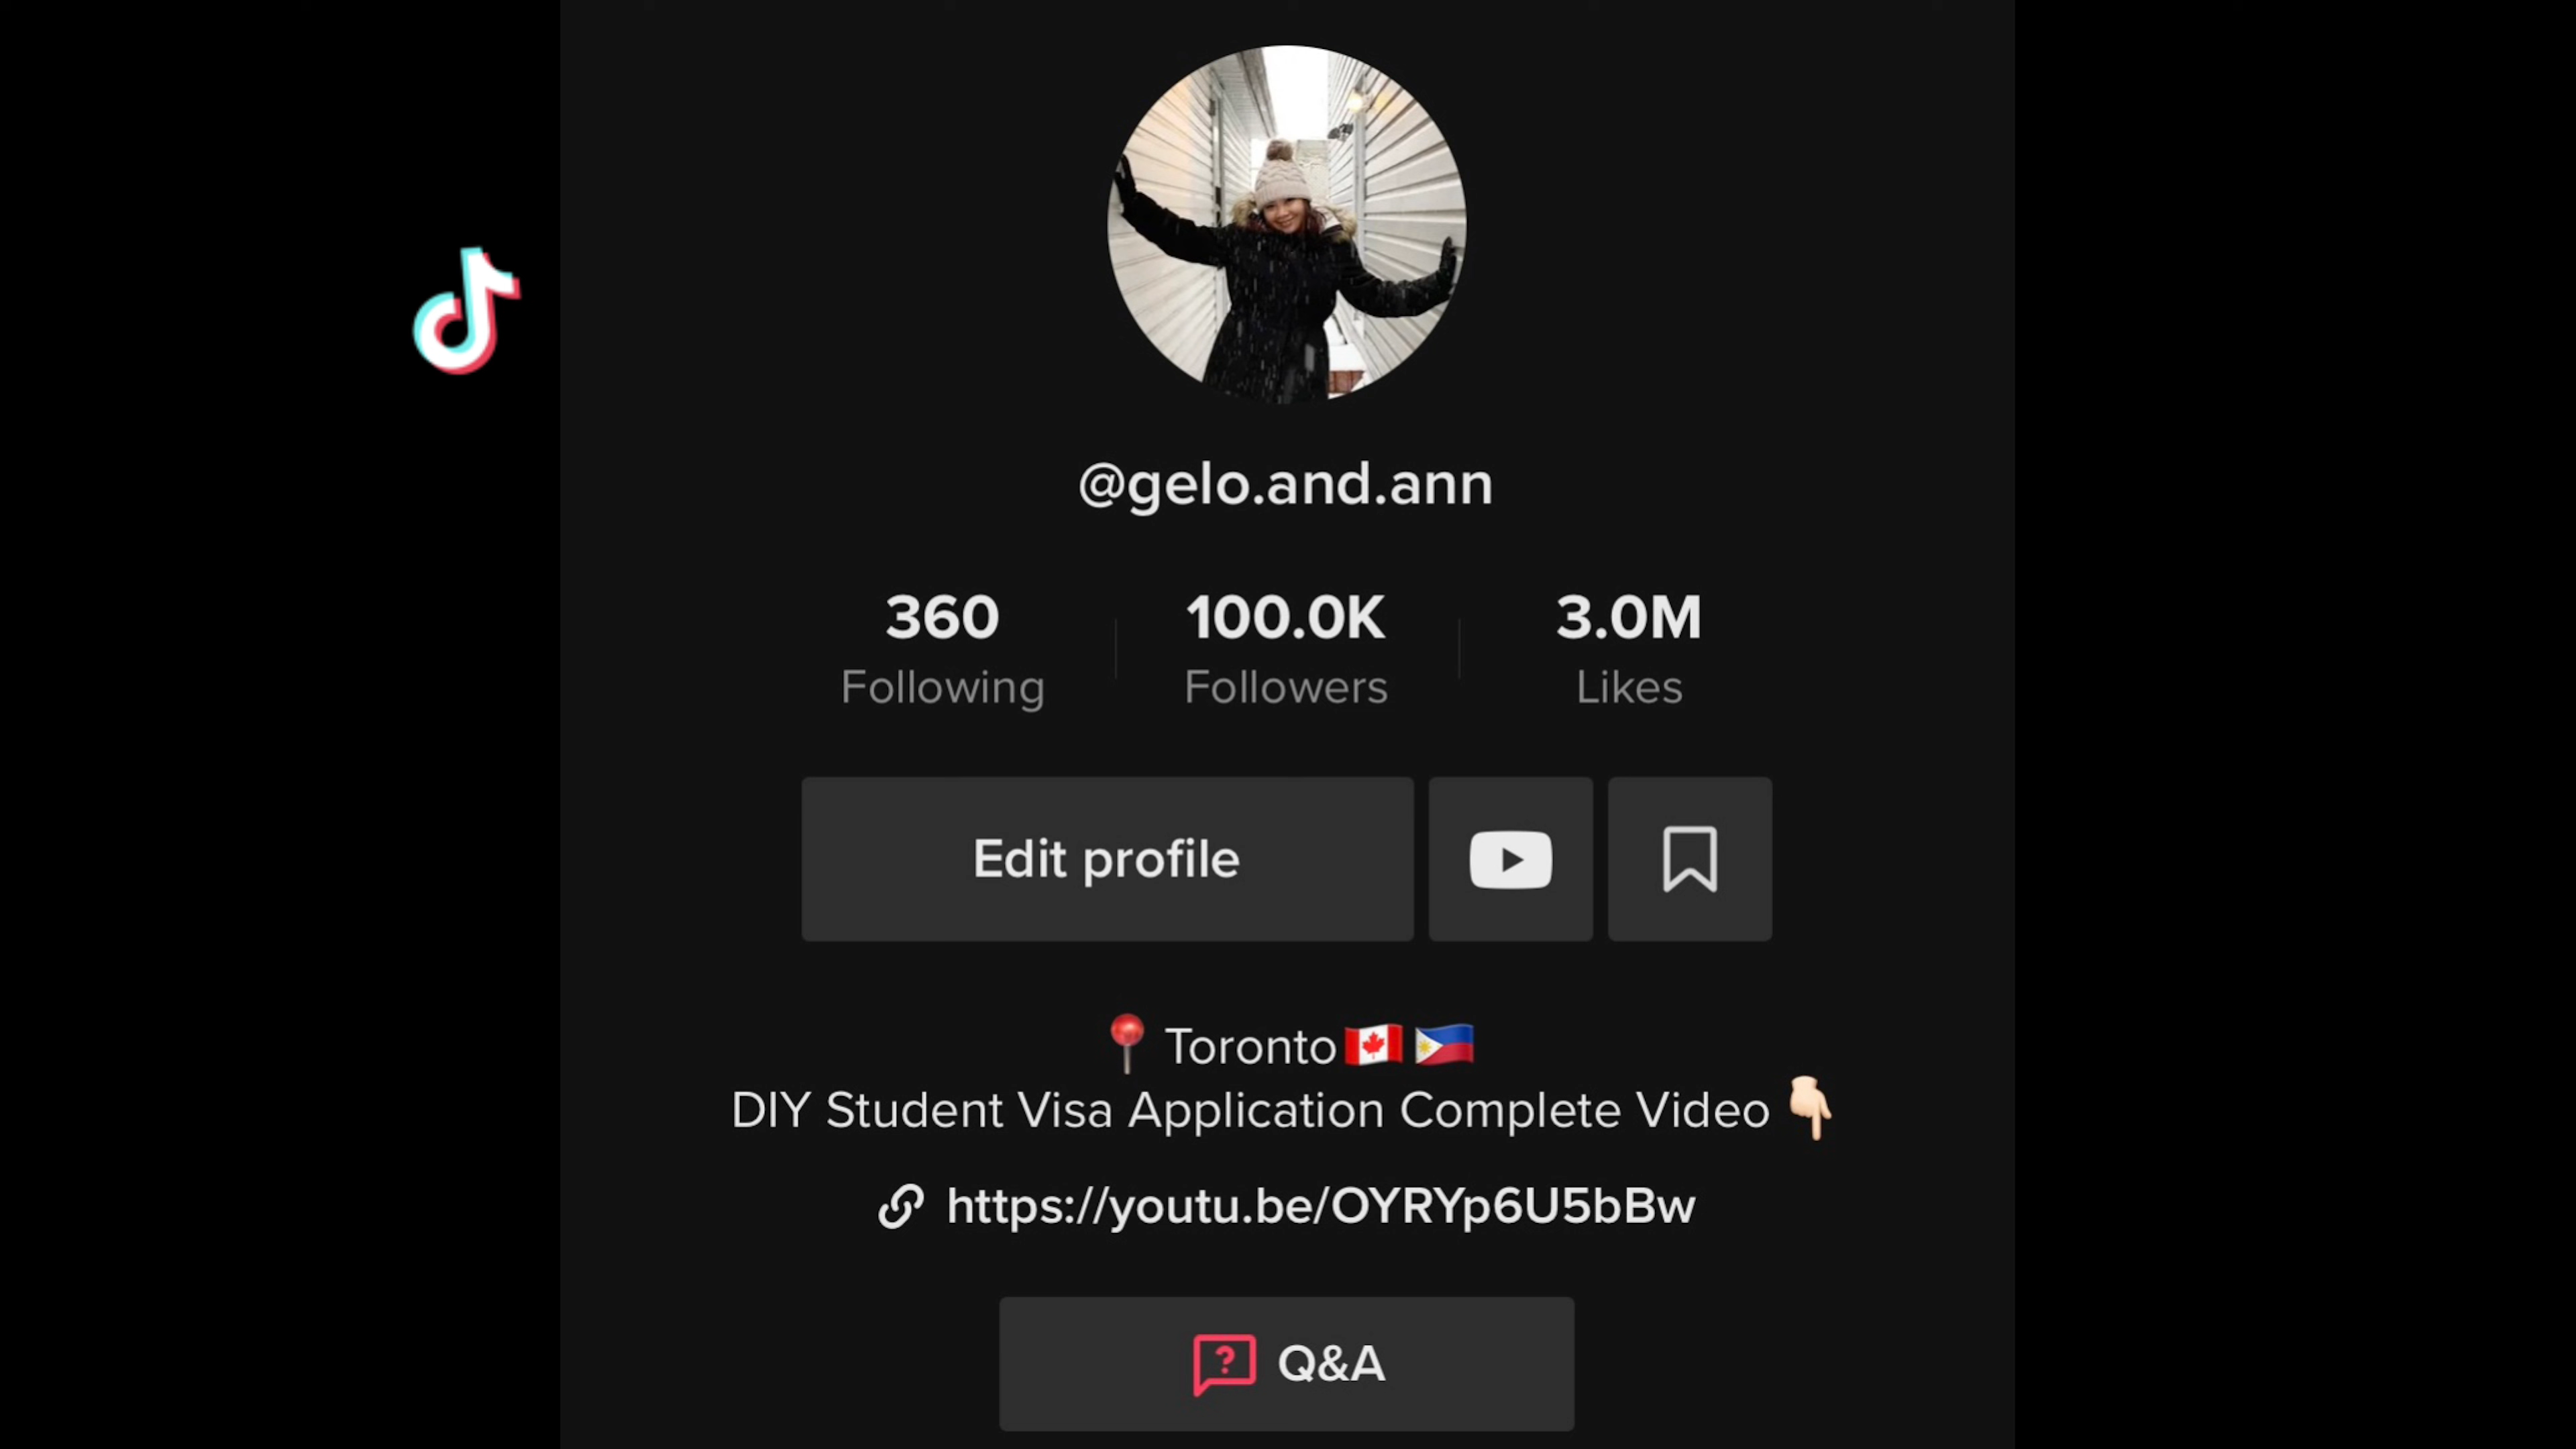 @gelo.and.ann
360 100.0K 3.0M
Following Followers Likes
Edit profile
📍 Toronto🇨🇦🇵🇭
DIY Student Visa Application Complete Video 👇🏻
https://youtu.be/OYRYp6U5bBw
Q&A